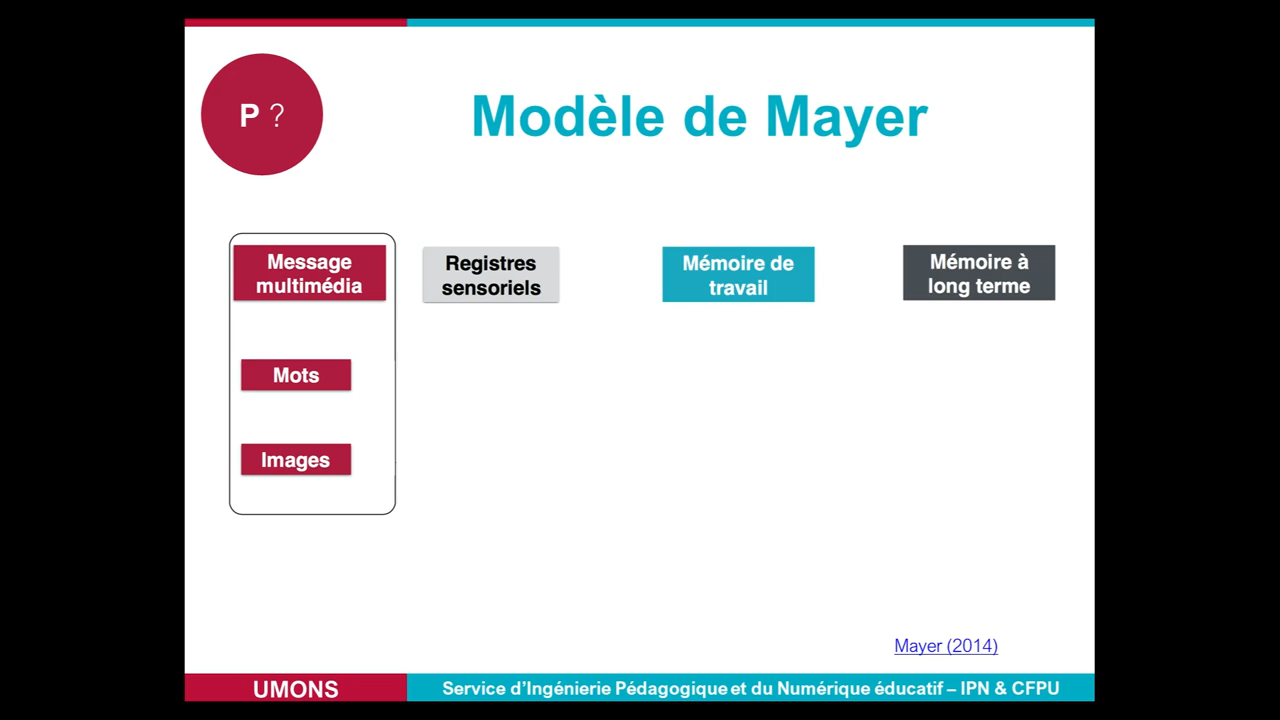 P ?
Modèle de Mayer
Message
multimédia
Registres
sensoriels
Mémoire de
travail
Mémoire à
long terme
Mots
Images
Mayer (2014)
UMONS
Service d'Ingénierie Pédagogique et du Numérique éducatif – IPN & CFPU